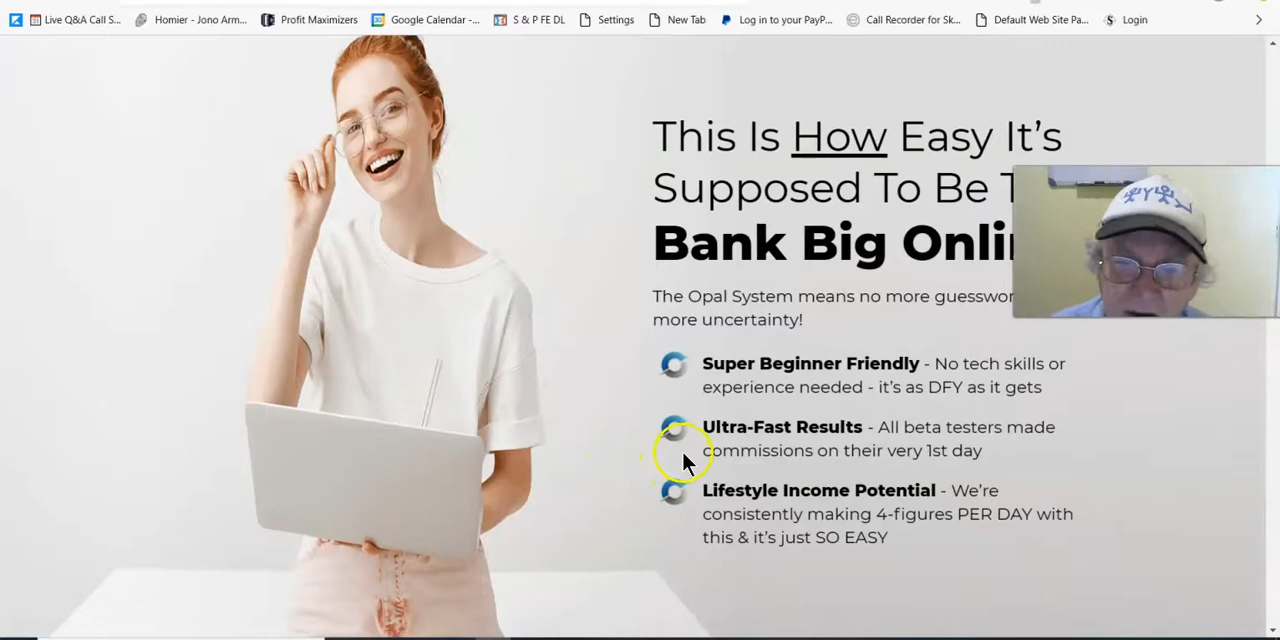 Live Q&A Call S... Homier - Jono Arm... Profit Maximizers Google Calendar -... S & P FE DL Settings New Tab Log in to your PayP... Call Recorder for Sk... Default Web Site Pa... Login
This Is How Easy It's
Supposed To Be
Bank Big Onli
The Opal System means no more guesswor
more uncertainty!
Super Beginner Friendly - No tech skills or
experience needed - it's as DFY as it gets
Ultra-Fast Results - All beta testers made
commissions on their very 1st day
Lifestyle Income Potential - We're
consistently making 4-figures PER DAY with
this & it's just SO EASY